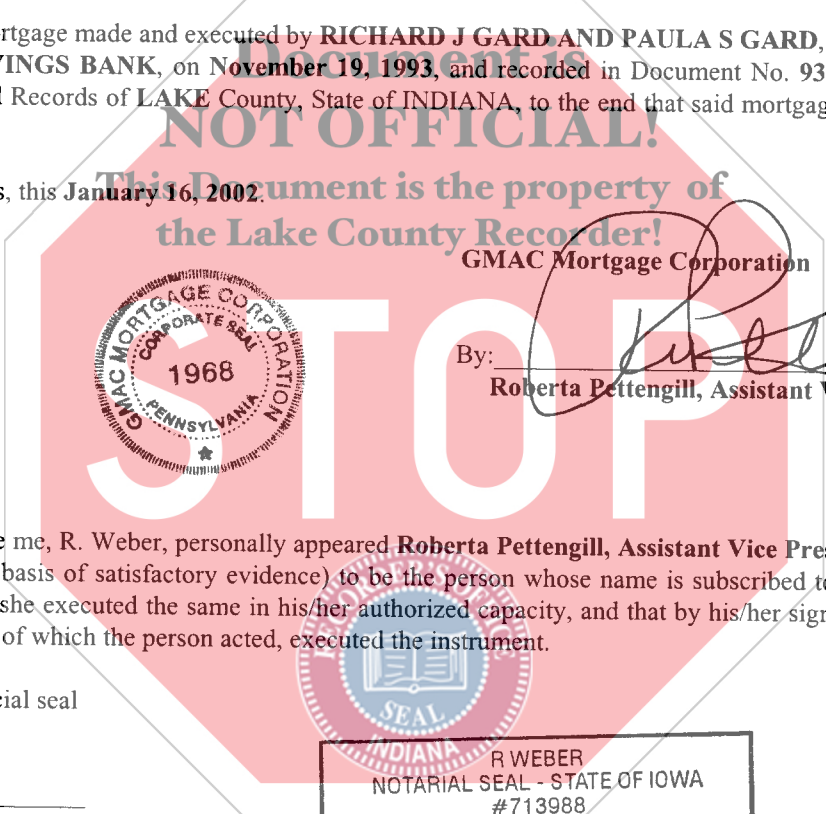 rtgage made and executed by RICHARD J GARD AND PAULA S GARD,
VINGS BANK, on November 19, 1993, and recorded in Document No. 93
Records of LAKE County, State of INDIANA, to the end that said mortgag
Document is
NOT OFFICIAL!
This Document is the property of
the Lake County Recorder!
s, this January 16, 2002.
GMAC Mortgage Corporation
GMAC MORTGAGE CORPORATION
CORPORATE SEAL
1968
PENNSYLVANIA
STOP
By:
Roberta Pettengill, Assistant V
e me, R. Weber, personally appeared Roberta Pettengill, Assistant Vice Pres
basis of satisfactory evidence) to be the person whose name is subscribed to
she executed the same in his/her authorized capacity, and that by his/her sign
of which the person acted, executed the instrument.
RECORDER'S OFFICE
SEAL
INDIANA
cial seal
R WEBER
NOTARIAL SEAL - STATE OF IOWA
#713988